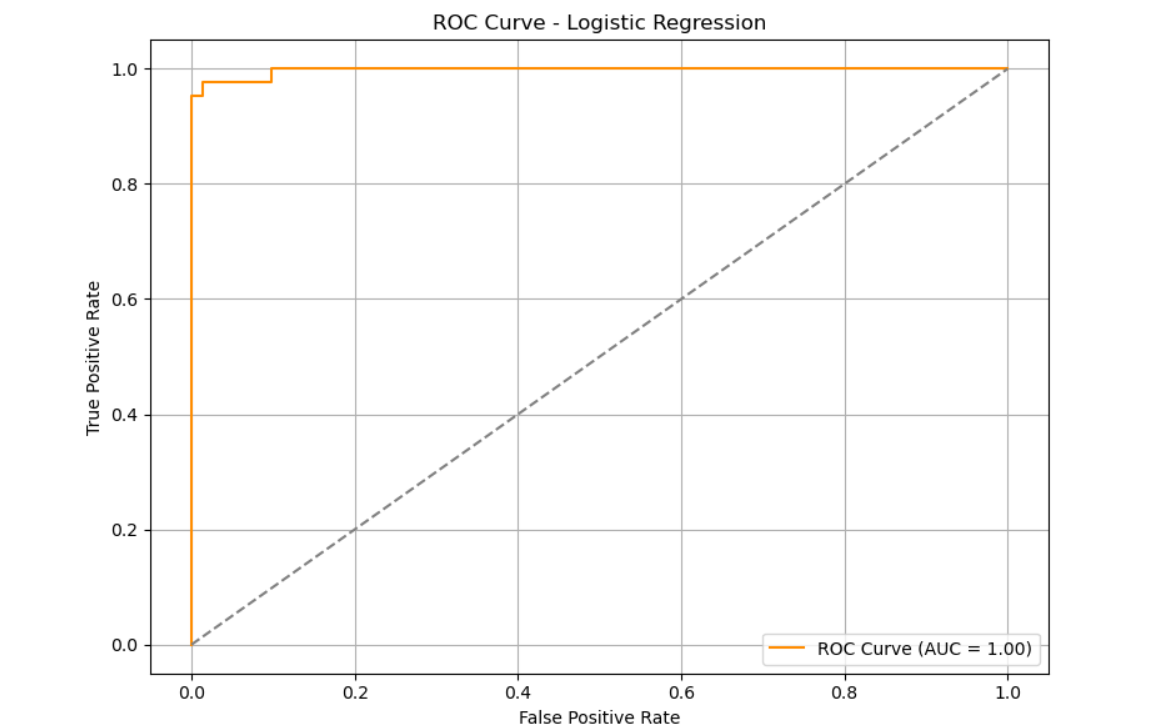 ROC Curve - Logistic Regression
True Positive Rate
1.0
0.8
0.6
0.4
0.2
0.0
ROC Curve (AUC = 1.00)
0.0 0.2 0.4 0.6 0.8 1.0
False Positive Rate